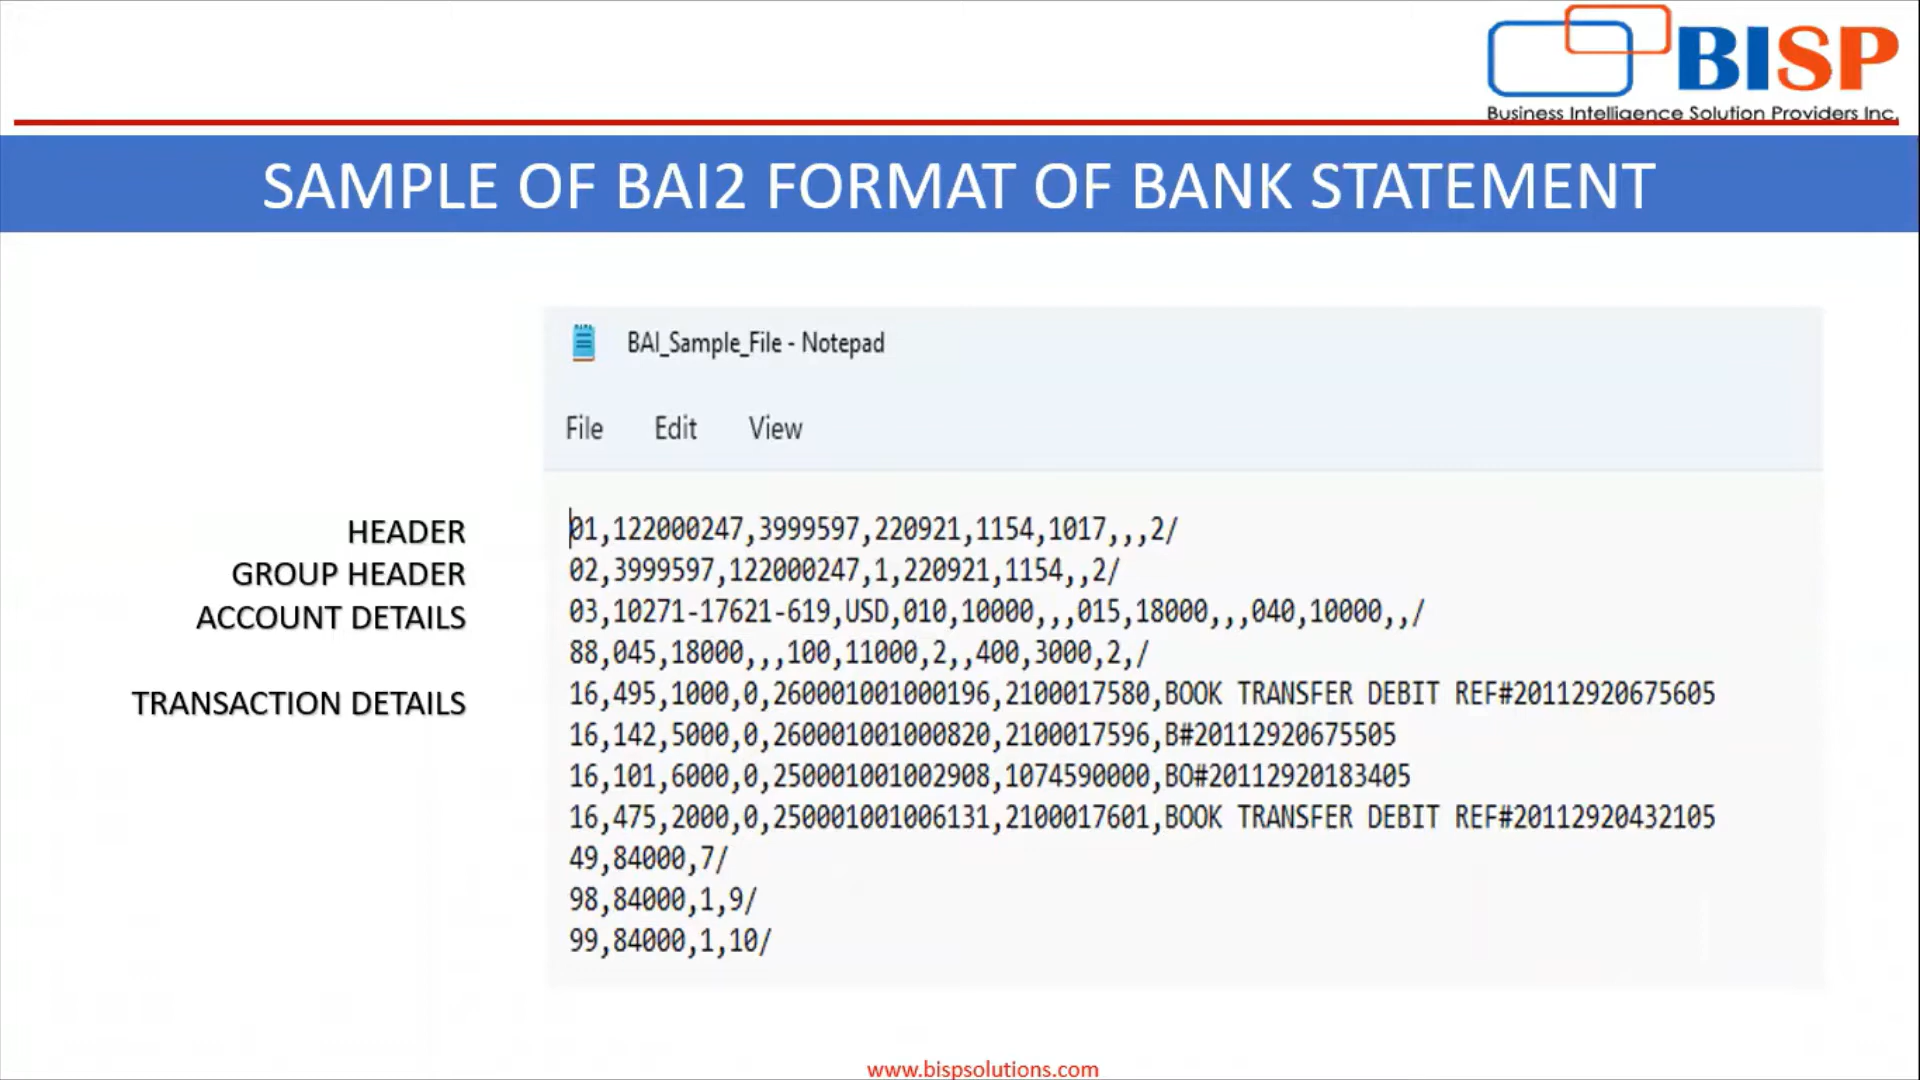 BISP
Business Intelligence Solution Providers Inc.
SAMPLE OF BAI2 FORMAT OF BANK STATEMENT
BAI_Sample_File - Notepad
File Edit View
HEADER
GROUP HEADER
ACCOUNT DETAILS
TRANSACTION DETAILS
01,122000247,3999597,220921,1154,1017,,,2/
02,3999597,122000247,1,220921,1154,,2/
03,10271-17621-619,USD,010,10000,,,015,18000,,,040,10000,,/
88,045,18000,,,100,11000,2,,400,3000,2,/
16,495,1000,0,260001001000196,2100017580,BOOK TRANSFER DEBIT REF#20112920675605
16,142,5000,0,260001001000820,2100017596,B#20112920675505
16,101,6000,0,250001001002908,1074590000,BO#20112920183405
16,475,2000,0,250001001006131,2100017601,BOOK TRANSFER DEBIT REF#20112920432105
49,84000,7/
98,84000,1,9/
99,84000,1,10/
www.bispsolutions.com